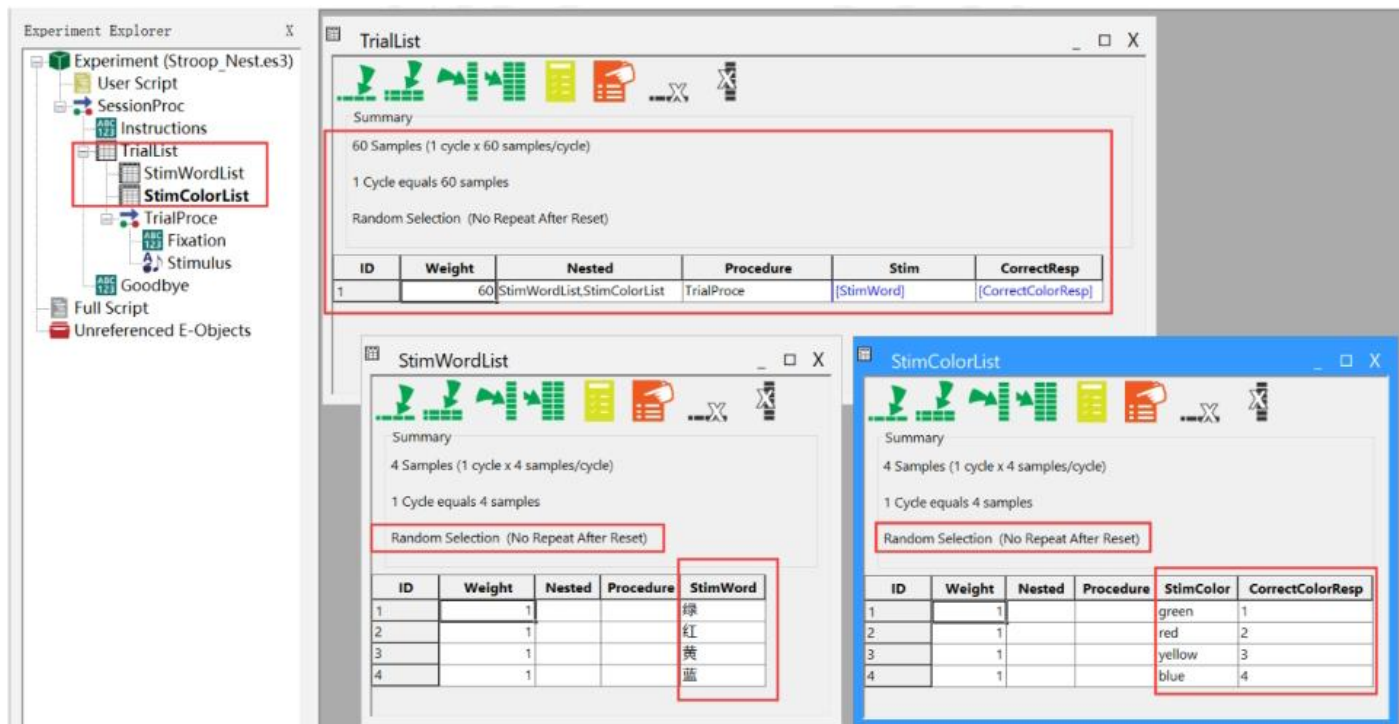 Experiment Explorer X
Experiment (Stroop_Nest.es3)
User Script
SessionProc
Instructions
TrialList
StimWordList
StimColorList
TrialProce
Fixation
Stimulus
Goodbye
Full Script
Unreferenced E-Objects
TrialList
Summary
60 Samples (1 cycle x 60 samples/cycle)
1 Cycle equals 60 samples
Random Selection (No Repeat After Reset)
ID Weight Nested Procedure Stim CorrectResp
1 60 StimWordList,StimColorList TrialProce [StimWord] [CorrectColorResp]
StimWordList
Summary
4 Samples (1 cycle x 4 samples/cycle)
1 Cycle equals 4 samples
Random Selection (No Repeat After Reset)
ID Weight Nested Procedure StimWord
1 1 绿
2 1 红
3 1 黄
4 1 蓝
StimColorList
Summary
4 Samples (1 cycle x 4 samples/cycle)
1 Cycle equals 4 samples
Random Selection (No Repeat After Reset)
ID Weight Nested Procedure StimColor CorrectColorResp
1 1 green 1
2 1 red 2
3 1 yellow 3
4 1 blue 4